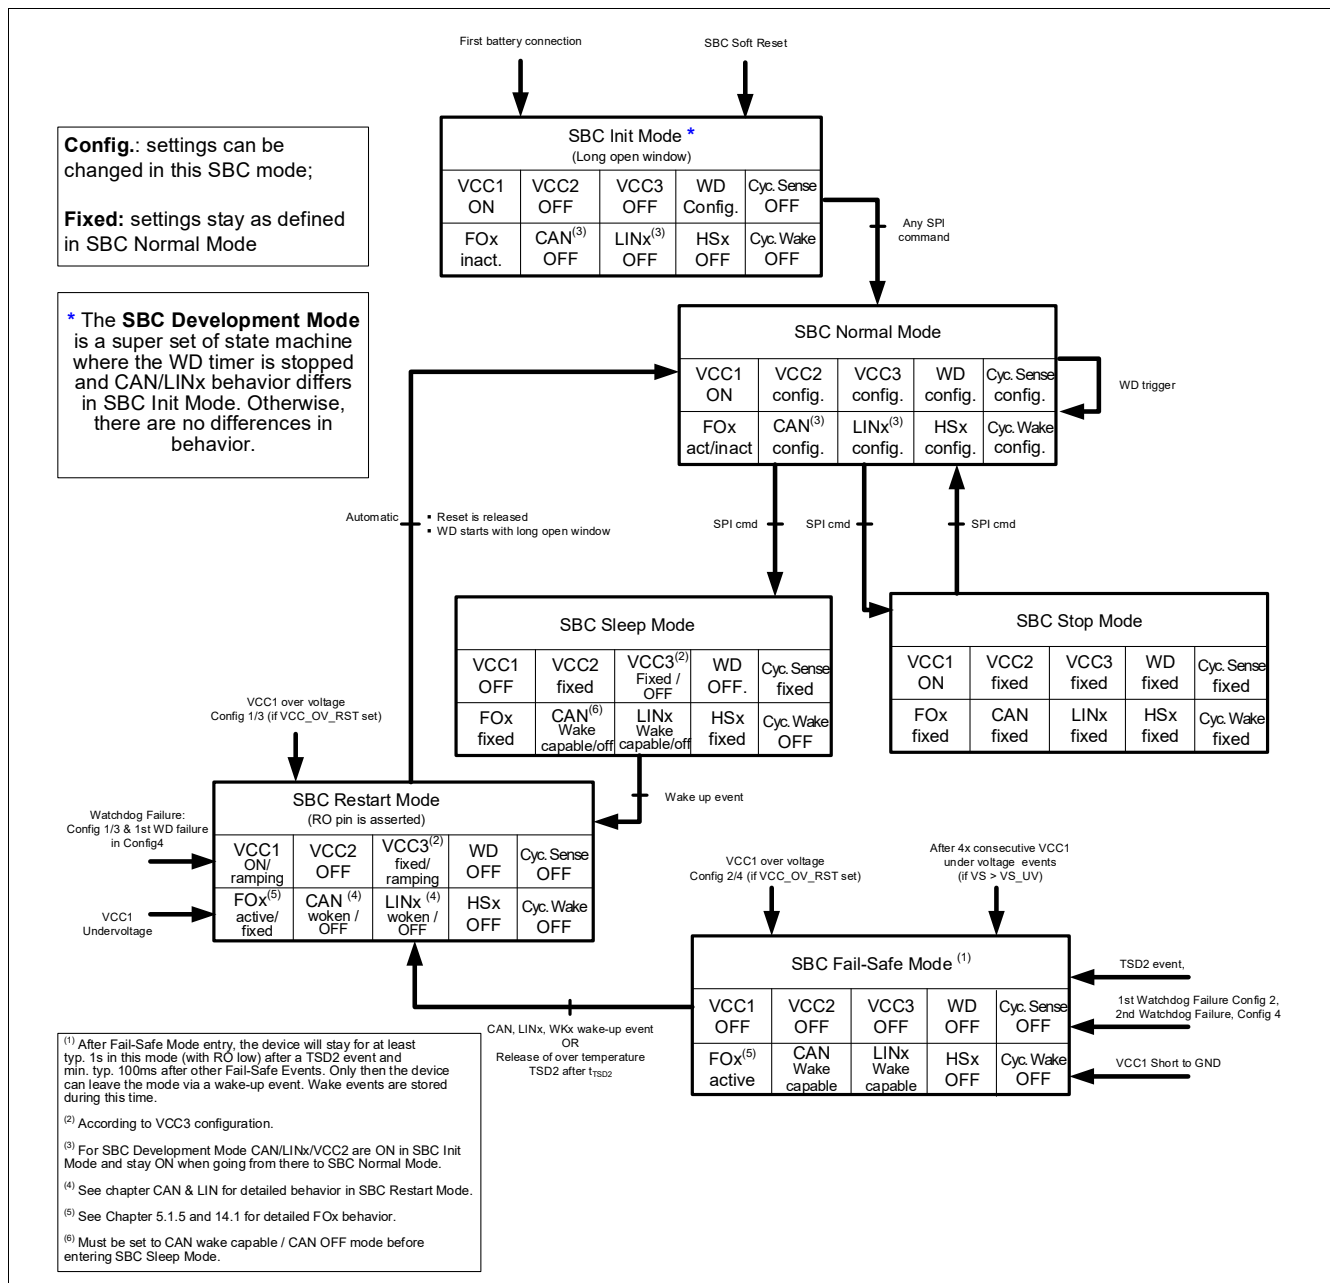 First battery connection
SBC Soft Reset
Config.: settings can be
changed in this SBC mode;
Fixed: settings stay as defined
in SBC Normal Mode
SBC Init Mode *
(Long open window)
VCC1 VCC2 VCC3 WD Cyc. Sense
ON OFF OFF Config. OFF
FOx CAN(3) LINx(3) HSx Cyc. Wake
inact. OFF OFF OFF OFF
Any SPI
command
* The SBC Development Mode
is a super set of state machine
where the WD timer is stopped
and CAN/LINx behavior differs
in SBC Init Mode. Otherwise,
there are no differences in
behavior.
SBC Normal Mode
VCC1 VCC2 VCC3 WD Cyc. Sense
ON config. config. config. config.
FOx CAN(3) LINx(3) HSx Cyc. Wake
act/inact config. config. config. config.
WD trigger
Automatic
▪ Reset is released
▪ WD starts with long open window
SPI cmd
SPI cmd
SPI cmd
SBC Sleep Mode
VCC1 VCC2 VCC3(2) WD Cyc. Sense
OFF fixed Fixed / OFF. fixed
OFF
FOx CAN(6) LINx HSx Cyc. Wake
fixed Wake Wake fixed OFF
capable/off capable/off
SBC Stop Mode
VCC1 VCC2 VCC3 WD Cyc. Sense
ON fixed fixed fixed fixed
FOx CAN LINx HSx Cyc. Wake
fixed fixed fixed fixed fixed
VCC1 over voltage
Config 1/3 (if VCC_OV_RST set)
Wake up event
Watchdog Failure:
Config 1/3 & 1st WD failure
in Config4
VCC1
Undervoltage
SBC Restart Mode
(RO pin is asserted)
VCC1 VCC2 VCC3(2) WD Cyc. Sense
ON/ OFF fixed/ OFF OFF
ramping ramping
FOx(5) CAN (4) LINx (4) HSx Cyc. Wake
active/ woken / woken / OFF OFF
fixed OFF OFF
VCC1 over voltage
Config 2/4 (if VCC_OV_RST set)
After 4x consecutive VCC1
under voltage events
(if VS > VS_UV)
SBC Fail-Safe Mode (1)
VCC1 VCC2 VCC3 WD Cyc. Sense
OFF OFF OFF OFF OFF
FOx(5) CAN LINx HSx Cyc. Wake
active Wake Wake OFF OFF
capable capable
TSD2 event,
1st Watchdog Failure Config 2,
2nd Watchdog Failure, Config 4
VCC1 Short to GND
CAN, LINx, WKx wake-up event
OR
Release of over temperature
TSD2 after tTSD2
(1) After Fail-Safe Mode entry, the device will stay for at least
typ. 1s in this mode (with RO low) after a TSD2 event and
min. typ. 100ms after other Fail-Safe Events. Only then the device
can leave the mode via a wake-up event. Wake events are stored
during this time.
(2) According to VCC3 configuration.
(3) For SBC Development Mode CAN/LINx/VCC2 are ON in SBC Init
Mode and stay ON when going from there to SBC Normal Mode.
(4) See chapter CAN & LIN for detailed behavior in SBC Restart Mode.
(5) See Chapter 5.1.5 and 14.1 for detailed FOx behavior.
(6) Must be set to CAN wake capable / CAN OFF mode before
entering SBC Sleep Mode.